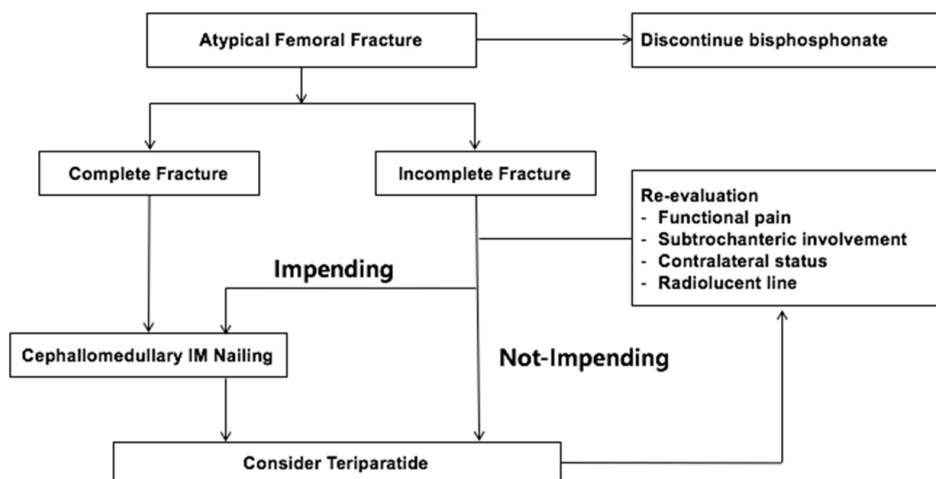 Atypical Femoral Fracture
Discontinue bisphosphonate
Complete Fracture
Incomplete Fracture
Re-evaluation
- Functional pain
- Subtrochanteric involvement
- Contralateral status
- Radiolucent line
Impending
Cephallomedullary IM Nailing
Not-Impending
Consider Teriparatide